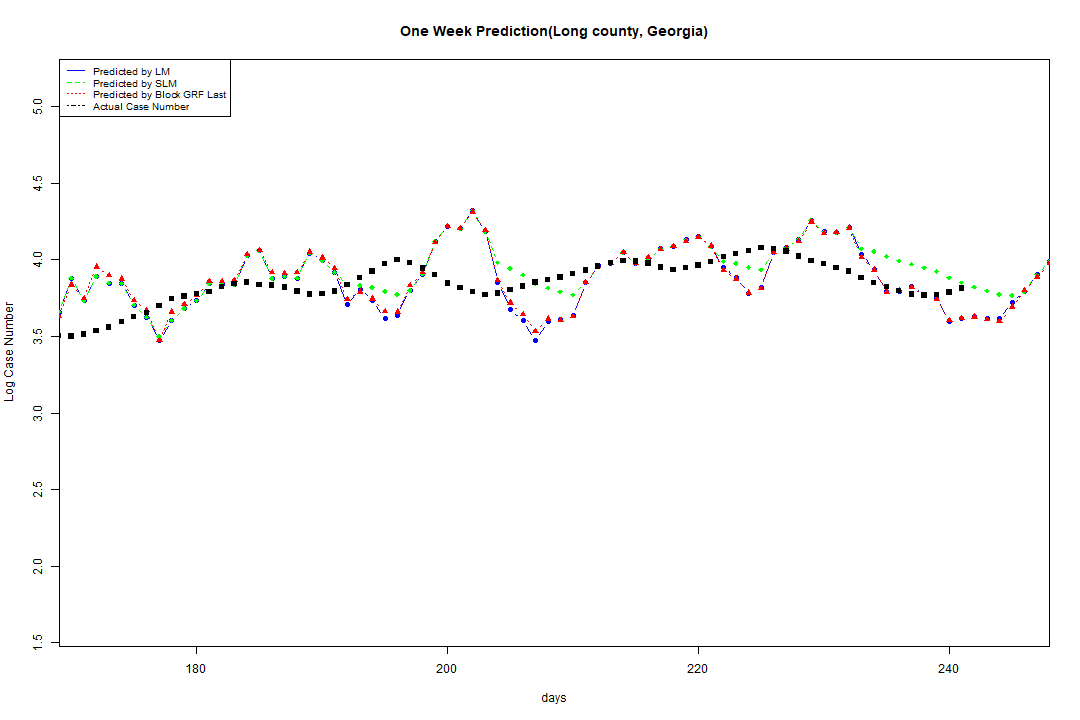 One Week Prediction(Long county, Georgia)
Predicted by LM
Predicted by SLM
Predicted by Block GRF Last
Actual Case Number
5.0
4.5
4.0
3.5
3.0
2.5
2.0
1.5
Log Case Number
180 200 220 240
days